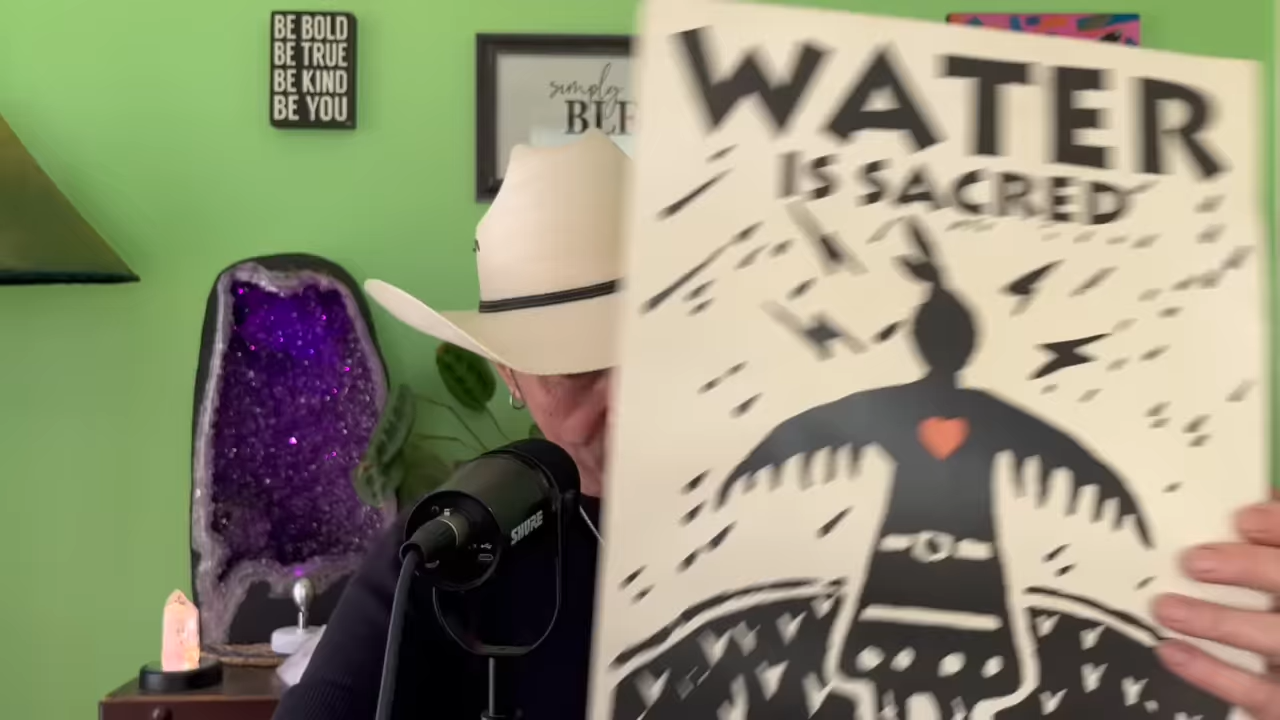 BE BOLD
BE TRUE
BE KIND
BE YOU
simply
WATER
IS SACRED
SHURE